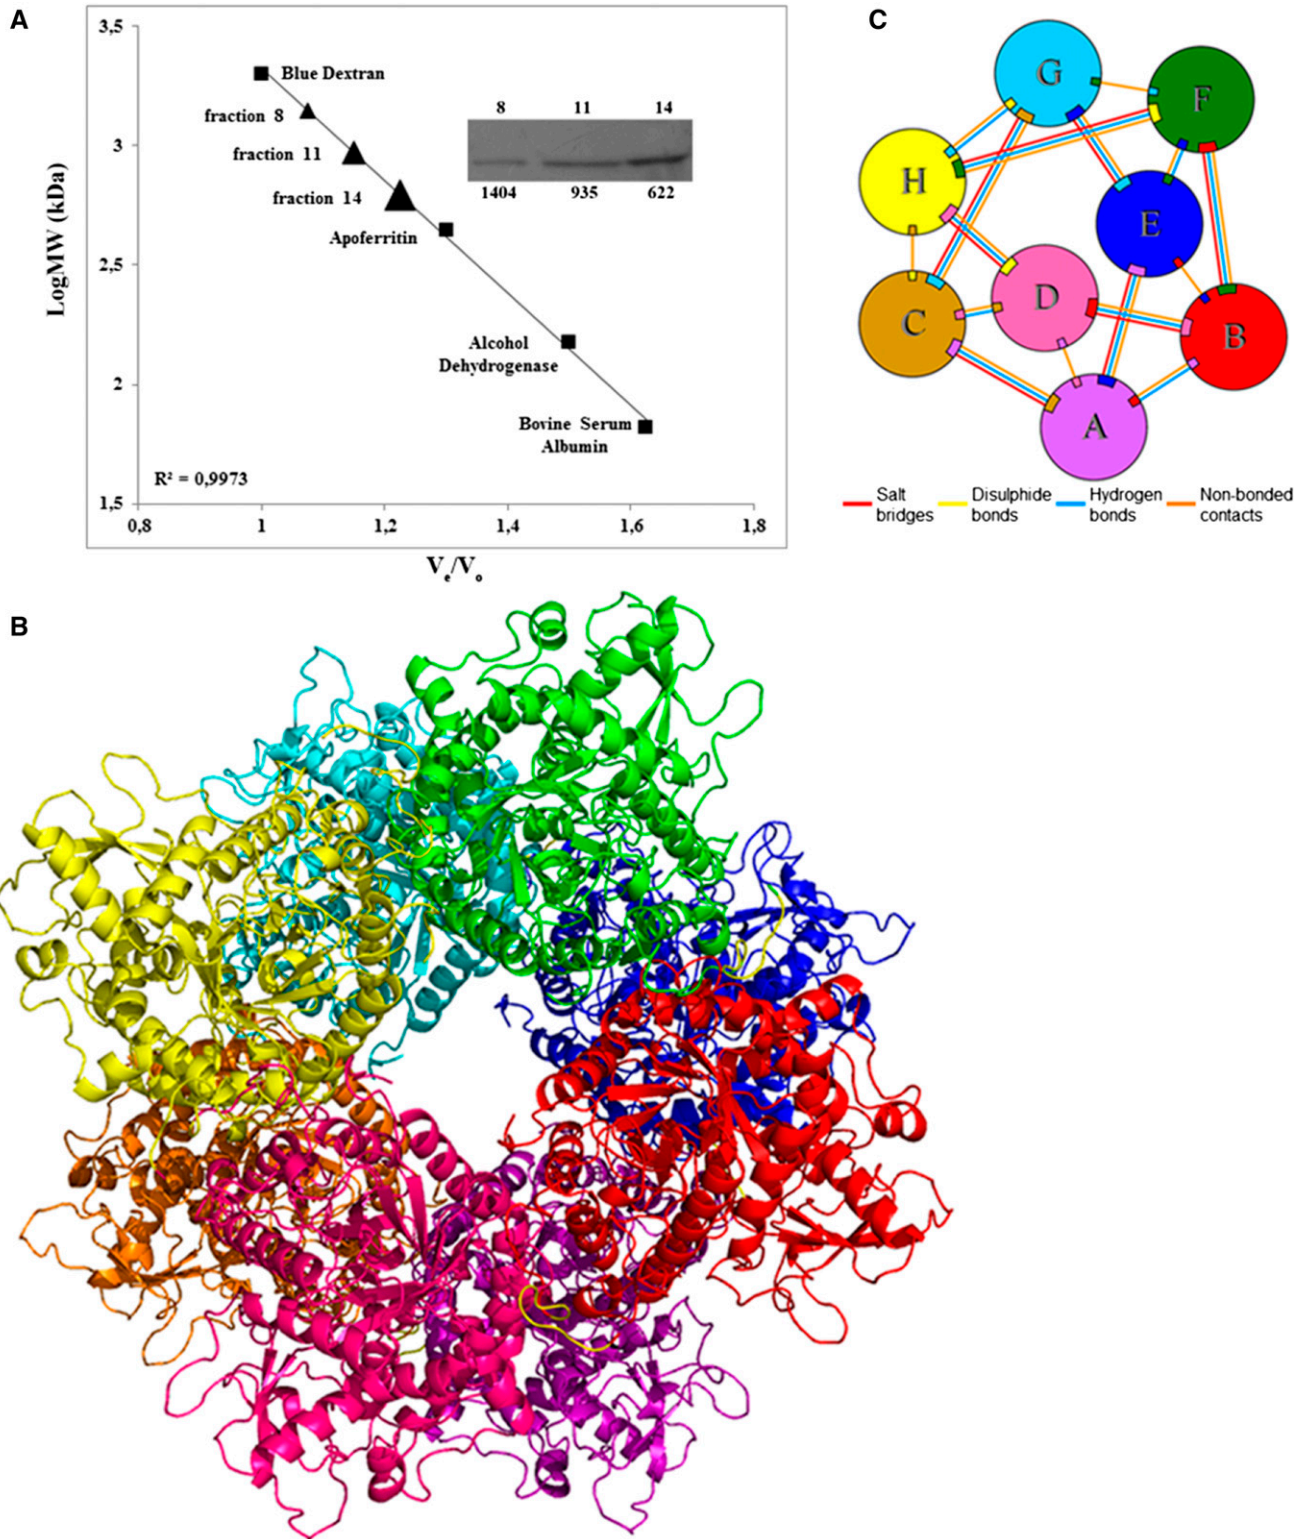 A
3,5
3
2,5
2
1,5
LogMW (kDa)
Blue Dextran
fraction 8
fraction 11
fraction 14
Apoferritin
Alcohol
Dehydrogenase
Bovine Serum
Albumin
R² = 0,9973
8 11 14
1404 935 622
0,8 1 1,2 1,4 1,6 1,8
Ve/Vo
C
G
F
H
E
D
C
B
A
Salt
bridges
Disulphide
bonds
Hydrogen
bonds
Non-bonded
contacts
B